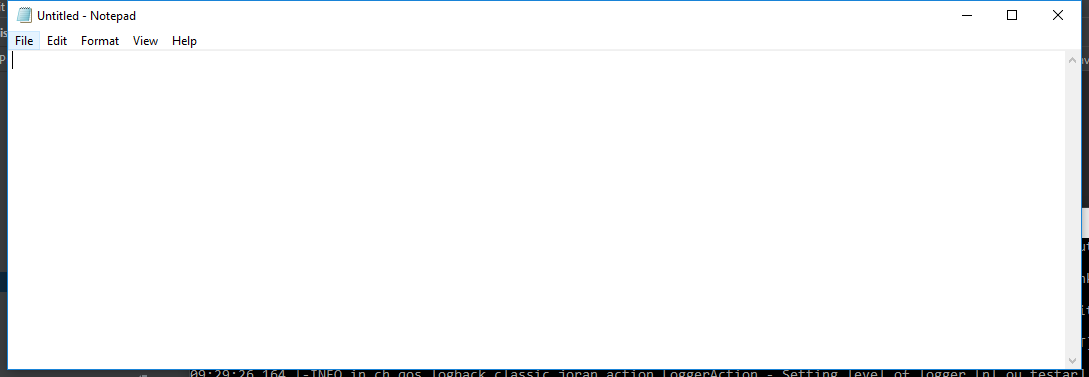 Untitled - Notepad
File Edit Format View Help
09:29:26,164 |-INFO in ch.qos.logback.classic.joran.action.LoggerAction - Setting level of logger [nl.ou.testar